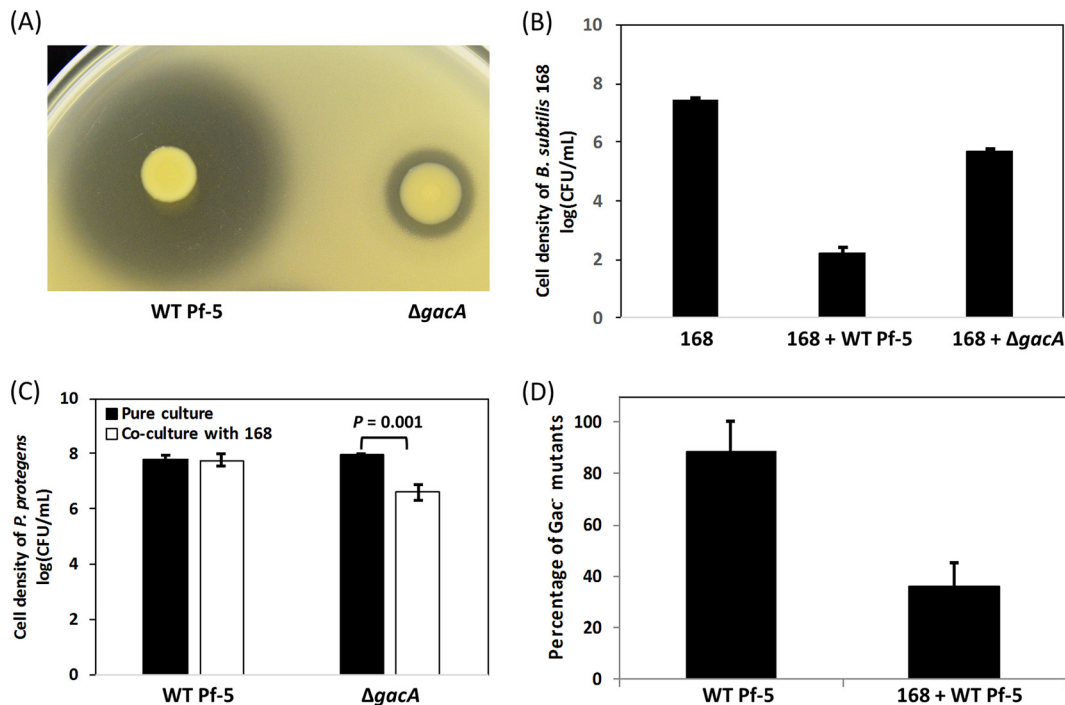 (A)
WT Pf-5
ΔgacA
(B)
Cell density of B. subtilis 168
log(CFU/mL)
10
8
6
4
2
0
168
168 + WT Pf-5
168 + ΔgacA
(C)
Cell density of P. protegens
log(CFU/mL)
10
8
6
4
2
0
Pure culture
Co-culture with 168
P = 0.001
WT Pf-5
ΔgacA
(D)
Percentage of Gac⁻ mutants
100
80
60
40
20
0
WT Pf-5
168 + WT Pf-5